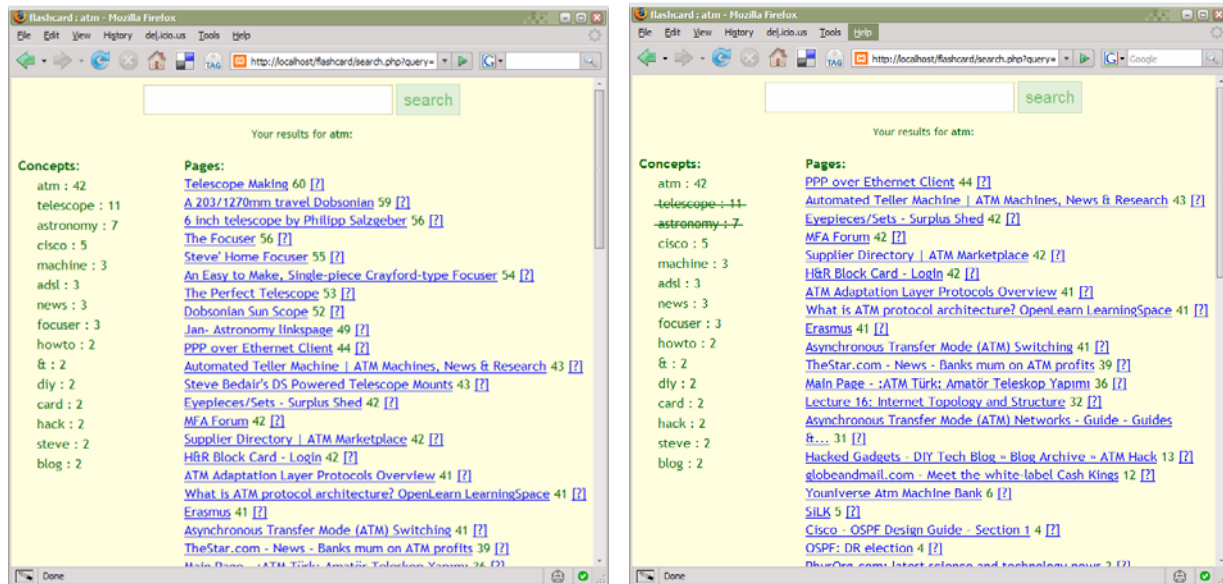 flashcard : atm - Mozilla Firefox
File Edit View History del.icio.us Tools Help
TAG http://localhost/flashcard/search.php?query= G
search
Your results for atm:
Concepts:
atm : 42
telescope : 11
astronomy : 7
cisco : 5
machine : 3
adsl : 3
news : 3
focuser : 3
howto : 2
& : 2
diy : 2
card : 2
hack : 2
steve : 2
blog : 2
Pages:
Telescope Making 60 [?]
A 203/1270mm travel Dobsonian 59 [?]
6 inch telescope by Philipp Salzgeber 56 [?]
The Focuser 56 [?]
Steve' Home Focuser 55 [?]
An Easy to Make, Single-piece Crayford-type Focuser 54 [?]
The Perfect Telescope 53 [?]
Dobsonian Sun Scope 52 [?]
Jan- Astronomy linkspage 49 [?]
PPP over Ethernet Client 44 [?]
Automated Teller Machine | ATM Machines, News & Research 43 [?]
Steve Bedair's DS Powered Telescope Mounts 43 [?]
Eyepieces/Sets - Surplus Shed 42 [?]
MFA Forum 42 [?]
Supplier Directory | ATM Marketplace 42 [?]
H&R Block Card - Login 42 [?]
ATM Adaptation Layer Protocols Overview 41 [?]
What is ATM protocol architecture? OpenLearn LearningSpace 41 [?]
Erasmus 41 [?]
Asynchronous Transfer Mode (ATM) Switching 41 [?]
TheStar.com - News - Banks mum on ATM profits 39 [?]
Main Page - :ATM Türk: Amatör Teleskop Yapımı 36 [?]
Done
flashcard : atm - Mozilla Firefox
File Edit View History del.icio.us Tools Help
TAG http://localhost/flashcard/search.php?query= G Google
search
Your results for atm:
Concepts:
atm : 42
telescope : 11
astronomy : 7
cisco : 5
machine : 3
adsl : 3
news : 3
focuser : 3
howto : 2
& : 2
diy : 2
card : 2
hack : 2
steve : 2
blog : 2
Pages:
PPP over Ethernet Client 44 [?]
Automated Teller Machine | ATM Machines, News & Research 43 [?]
Eyepieces/Sets - Surplus Shed 42 [?]
MFA Forum 42 [?]
Supplier Directory | ATM Marketplace 42 [?]
H&R Block Card - Login 42 [?]
ATM Adaptation Layer Protocols Overview 41 [?]
What is ATM protocol architecture? OpenLearn LearningSpace 41 [?]
Erasmus 41 [?]
Asynchronous Transfer Mode (ATM) Switching 41 [?]
TheStar.com - News - Banks mum on ATM profits 39 [?]
Main Page - :ATM Türk: Amatör Teleskop Yapımı 36 [?]
Lecture 16: Internet Topology and Structure 32 [?]
Asynchronous Transfer Mode (ATM) Networks - Guide - Guides
&... 31 [?]
Hacked Gadgets - DIY Tech Blog » Blog Archive » ATM Hack 13 [?]
globeandmail.com - Meet the white-label Cash Kings 12 [?]
Youniverse Atm Machine Bank 6 [?]
SiLK 5 [?]
Cisco - OSPF Design Guide - Section 1 4 [?]
OSPF: DR election 4 [?]
PhysOrg.com: latest science and technology news 2 [?]
Done